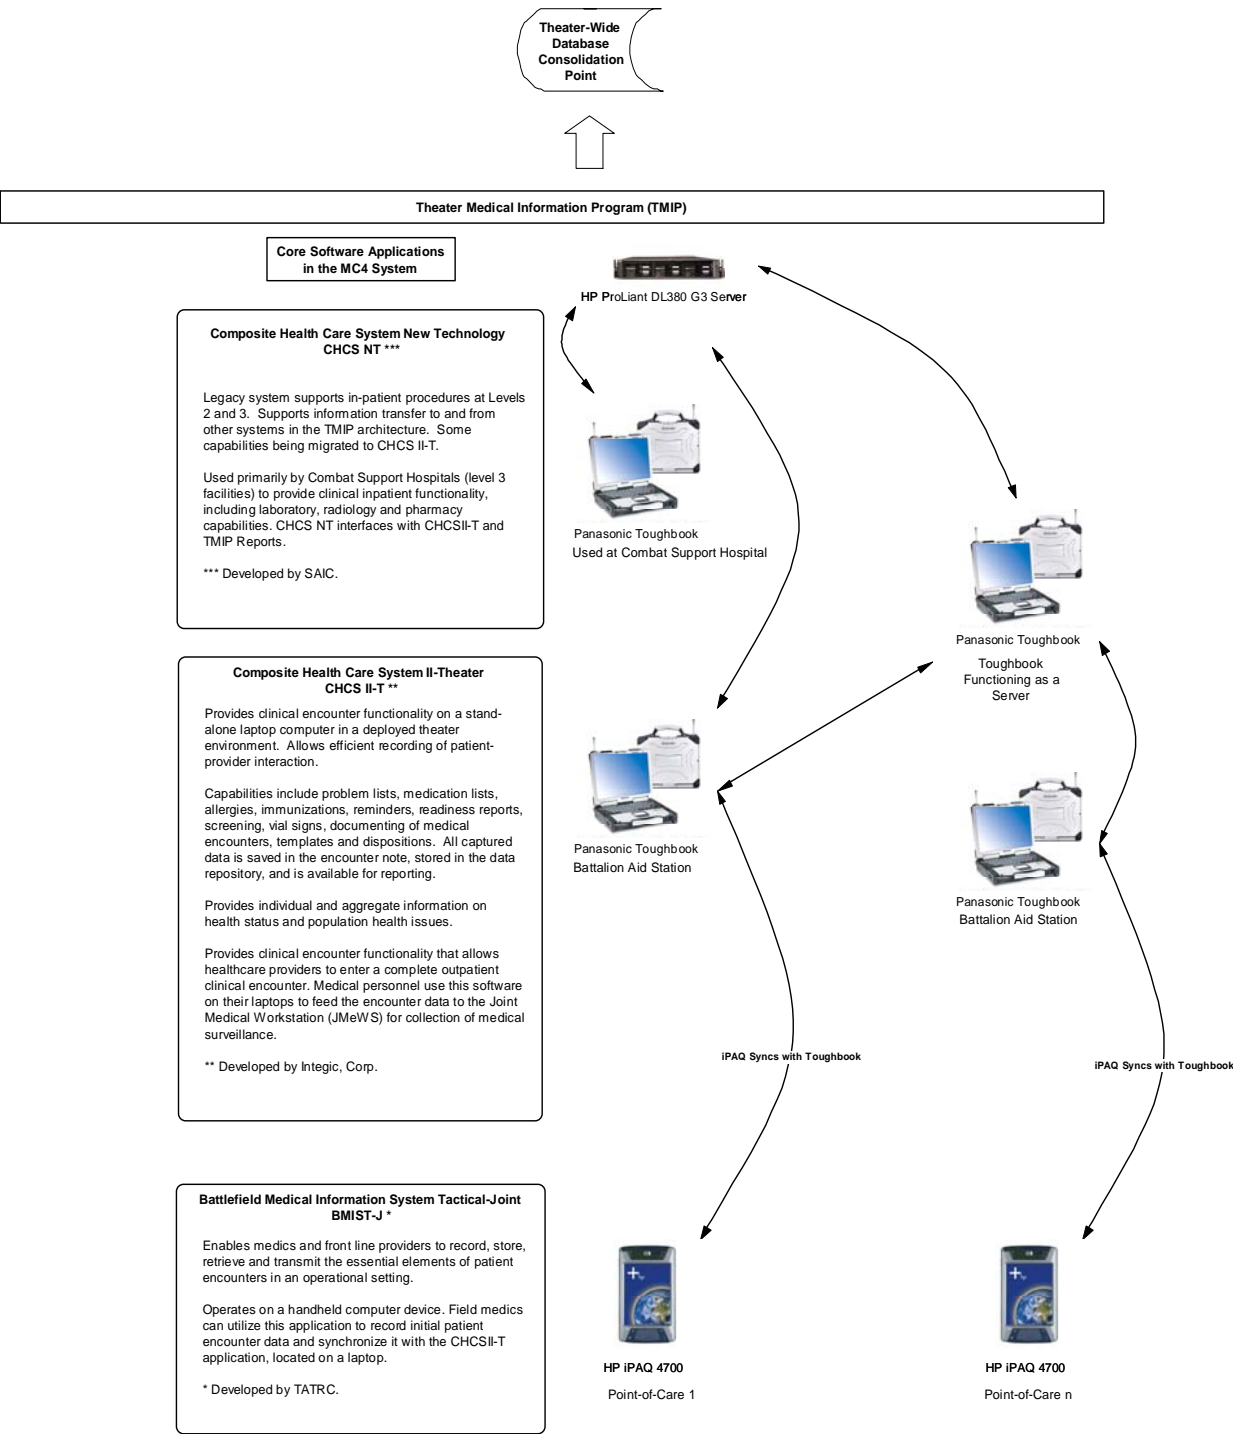 Theater-Wide
Database
Consolidation
Point
Theater Medical Information Program (TMIP)
Core Software Applications
in the MC4 System
HP ProLiant DL380 G3 Server
Composite Health Care System New Technology
CHCS NT ***
Legacy system supports in-patient procedures at Levels
2 and 3.  Supports information transfer to and from
other systems in the TMIP architecture.  Some
capabilities being migrated to CHCS II-T.
Used primarily by Combat Support Hospitals (level 3
facilities) to provide clinical inpatient functionality,
including laboratory, radiology and pharmacy
capabilities. CHCS NT interfaces with CHCSII-T and
TMIP Reports.
*** Developed by SAIC.
Panasonic Toughbook
Used at Combat Support Hospital
Panasonic Toughbook
Toughbook
Functioning as a
Server
Composite Health Care System II-Theater
CHCS II-T **
Provides clinical encounter functionality on a stand-
alone laptop computer in a deployed theater
environment.  Allows efficient recording of patient-
provider interaction.
Capabilities include problem lists, medication lists,
allergies, immunizations, reminders, readiness reports,
screening, vial signs, documenting of medical
encounters, templates and dispositions.  All captured
data is saved in the encounter note, stored in the data
repository, and is available for reporting.
Provides individual and aggregate information on
health status and population health issues.
Provides clinical encounter functionality that allows
healthcare providers to enter a complete outpatient
clinical encounter. Medical personnel use this software
on their laptops to feed the encounter data to the Joint
Medical Workstation (JMeWS) for collection of medical
surveillance.
** Developed by Integic, Corp.
Panasonic Toughbook
Battalion Aid Station
Panasonic Toughbook
Battalion Aid Station
iPAQ Syncs with Toughbook
iPAQ Syncs with Toughbook
Battlefield Medical Information System Tactical-Joint
BMIST-J *
Enables medics and front line providers to record, store,
retrieve and transmit the essential elements of patient
encounters in an operational setting.
Operates on a handheld computer device. Field medics
can utilize this application to record initial patient
encounter data and synchronize it with the CHCSII-T
application, located on a laptop.
* Developed by TATRC.
HP iPAQ 4700
Point-of-Care 1
HP iPAQ 4700
Point-of-Care n